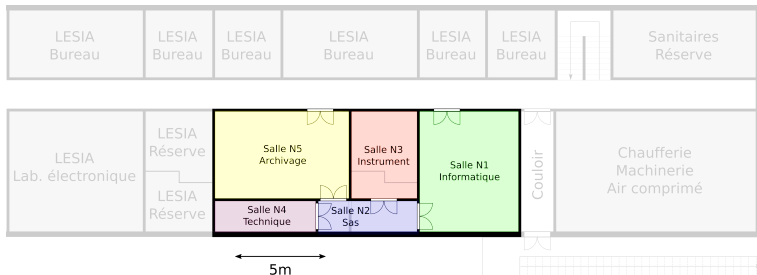 LESIA
Bureau
LESIA
Bureau
LESIA
Bureau
LESIA
Bureau
LESIA
Bureau
LESIA
Bureau
Sanitaires
Réserve
LESIA
Lab. électronique
LESIA
Réserve
LESIA
Réserve
Salle N5
Archivage
Salle N3
Instrument
Salle N1
Informatique
Salle N4
Technique
Salle N2
Sas
Couloir
Chaufferie
Machinerie
Air comprimé
5m